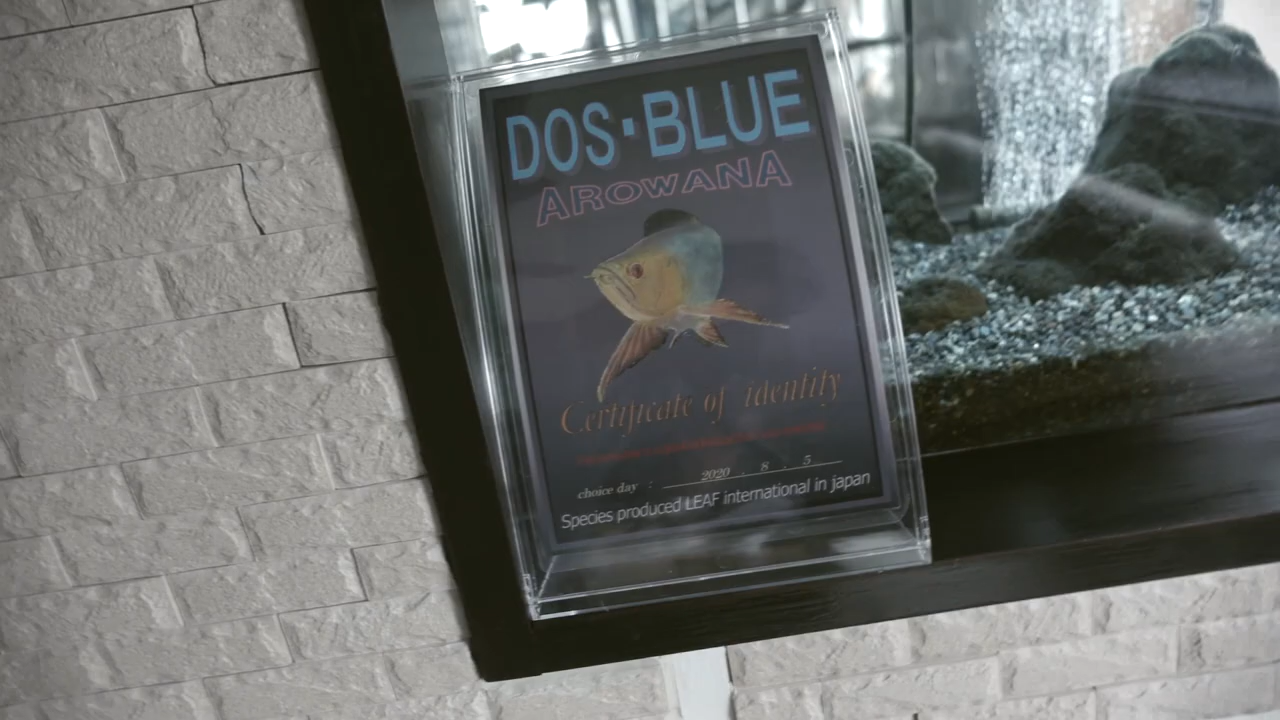 DOS·BLUE
AROWANA
Certificate of identity
choice day : 2020 . 8 . 5
Species produced LEAF international in japan